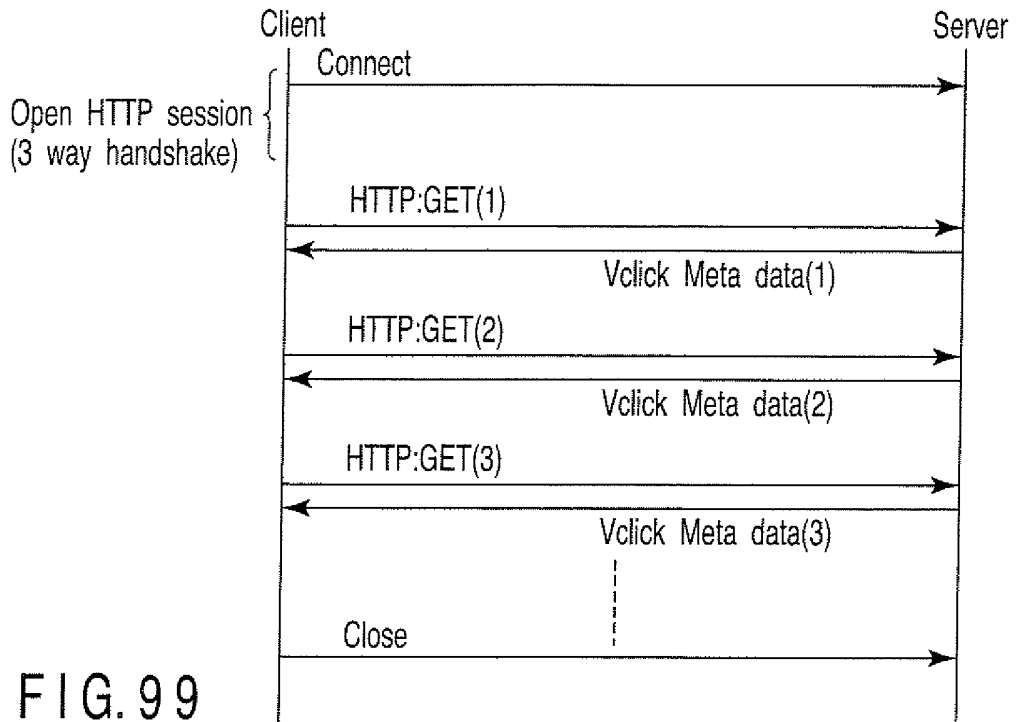 Client
Server
Connect
Open HTTP session
(3 way handshake)
HTTP:GET(1)
Vclick Meta data(1)
HTTP:GET(2)
Vclick Meta data(2)
HTTP:GET(3)
Vclick Meta data(3)
Close
FIG. 99